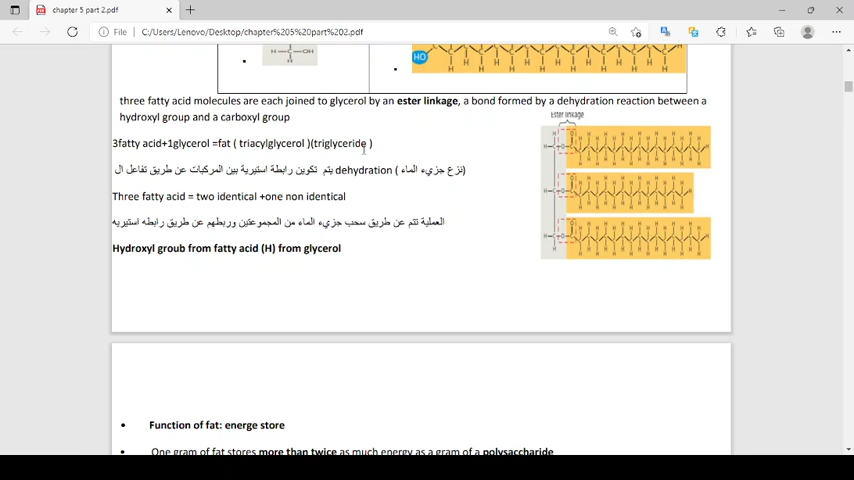 chapter 5 part 2.pdf
File
C:/Users/Lenovo/Desktop/chapter%205%20part%202.pdf
three fatty acid molecules are each joined to glycerol by an ester linkage, a bond formed by a dehydration reaction between a
hydroxyl group and a carboxyl group
Ester linkage
3fatty acid+1glycerol =fat ( triacylglycerol )(triglyceride )
يتم تكوين رابطة استيرية بين المركبات عن طريق تفاعل ال dehydration ( نزع جزيء الماء)
Three fatty acid = two identical +one non identical
العملية تتم عن طريق سحب جزيء الماء من المجموعتين وربطهم عن طريق رابطه استيريه
Hydroxyl groub from fatty acid (H) from glycerol
• Function of fat: energe store
• One gram of fat stores more than twice as much energy as a gram of a polysaccharide